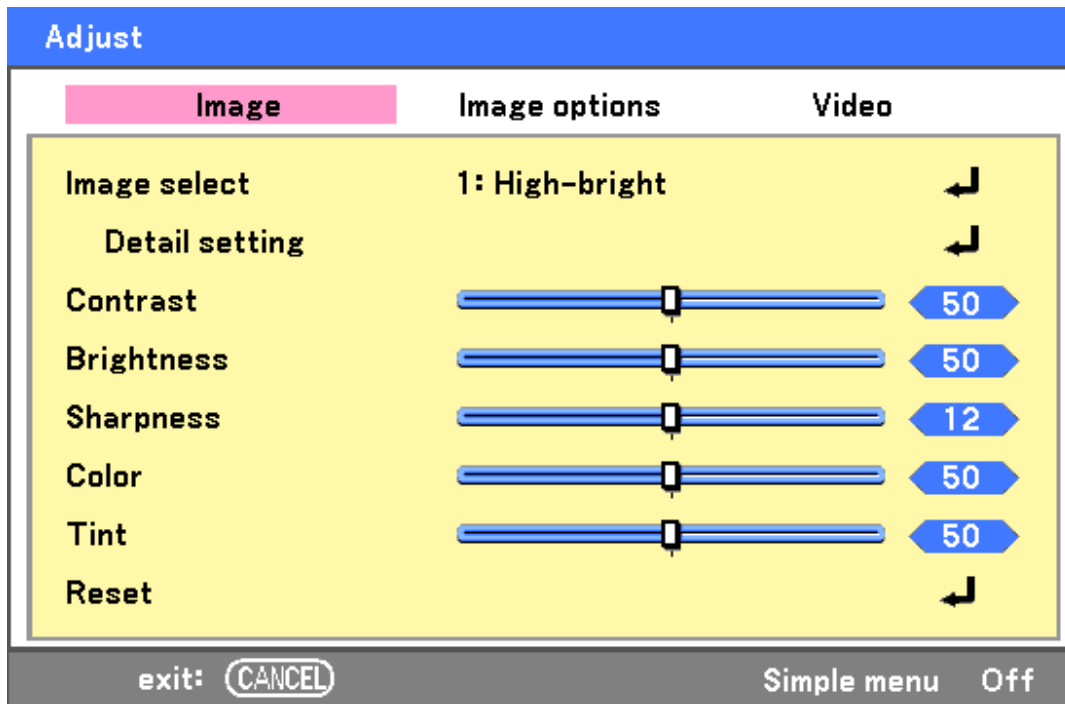 Adjust
Image Image options Video
Image select 1: High-bright
Detail setting
Contrast 50
Brightness 50
Sharpness 12
Color 50
Tint 50
Reset
exit: CANCEL Simple menu Off